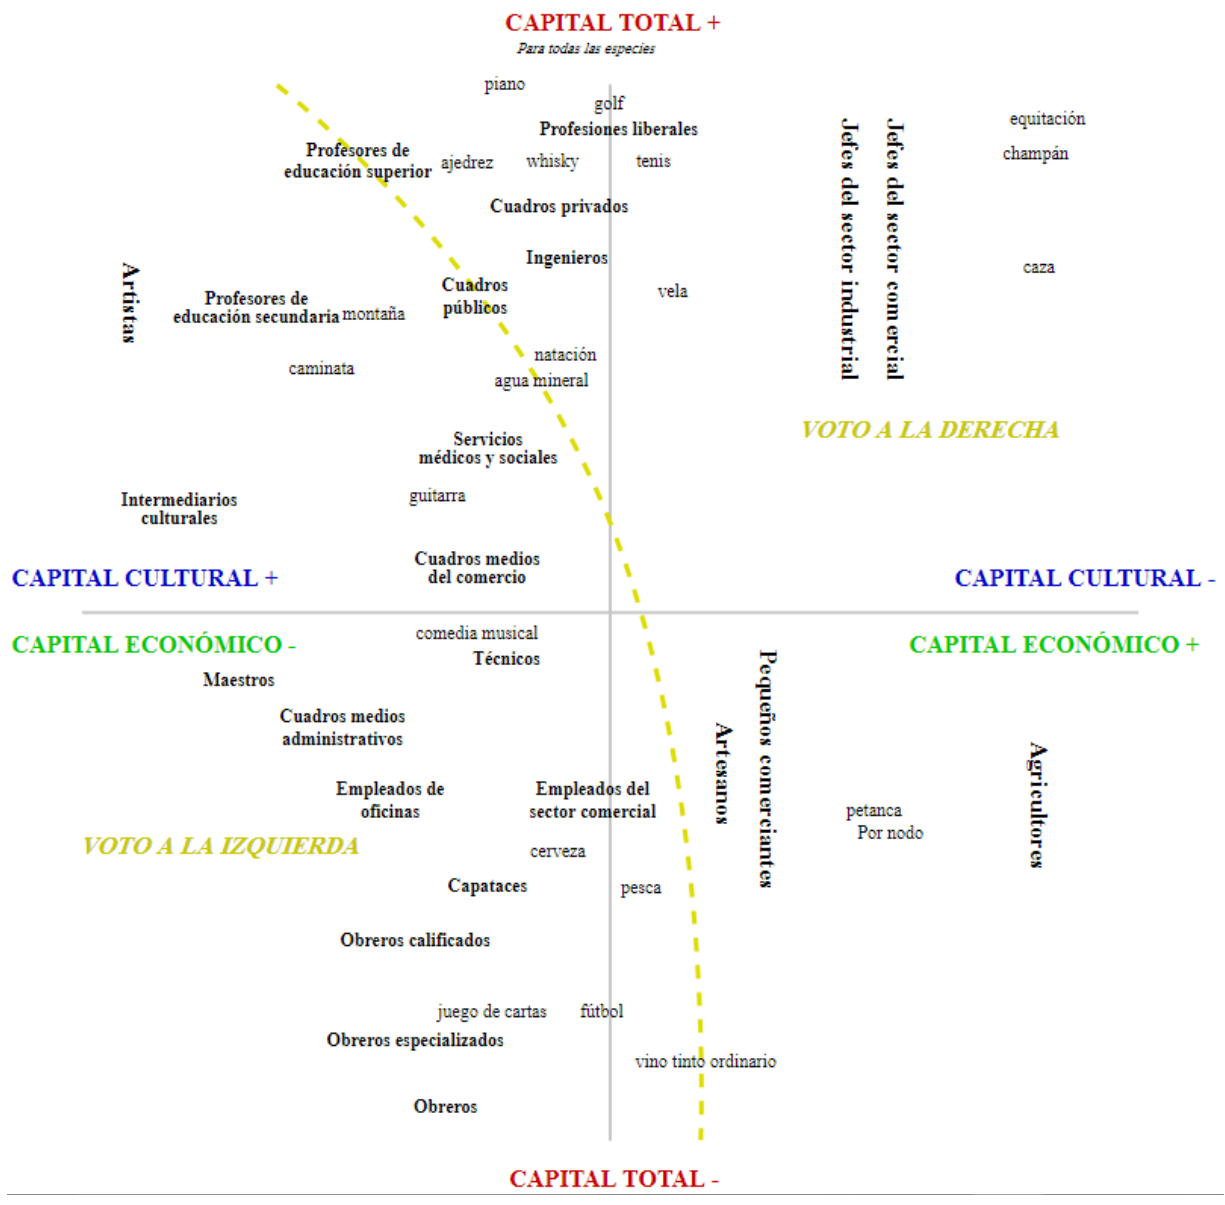 CAPITAL TOTAL +
Para todas las especies
piano
golf
Profesiones liberales
equitación
champán
Profesores de
educación superior
ajedrez
whisky
tenis
Jefes del sector industrial
Jefes del sector comercial
Cuadros privados
Ingenieros
caza
Artistas
Cuadros
públicos
vela
Profesores de
educación secundaria
montaña
caminata
natación
agua mineral
VOTO A LA DERECHA
Servicios
médicos y sociales
guitarra
Intermediarios
culturales
Cuadros medios
del comercio
CAPITAL CULTURAL +
CAPITAL CULTURAL -
CAPITAL ECONÓMICO -
CAPITAL ECONÓMICO +
comedia musical
Técnicos
Maestros
Cuadros medios
administrativos
Artesanos
Pequeños comerciantes
Agricultores
Empleados de
oficinas
Empleados del
sector comercial
petanca
Por nodo
VOTO A LA IZQUIERDA
cerveza
Capataces
pesca
Obreros calificados
juego de cartas
fútbol
Obreros especializados
vino tinto ordinario
Obreros
CAPITAL TOTAL -